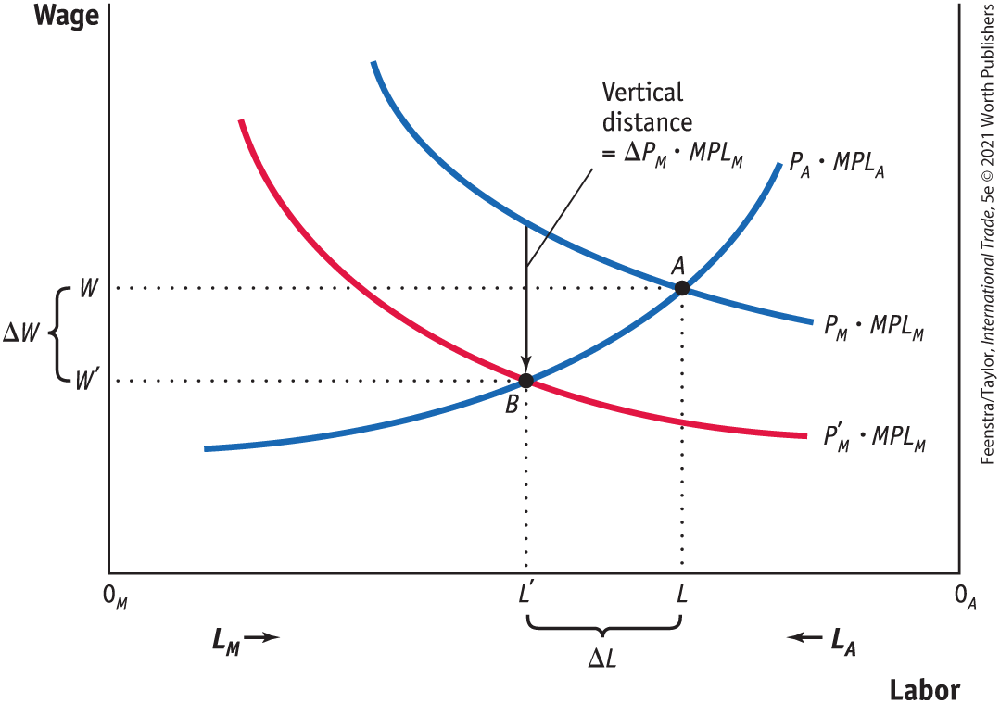 Wage
Vertical
distance
= ΔP_M · MPL_M
P_A · MPL_A
A
W
ΔW
P_M · MPL_M
W′
B
P′_M · MPL_M
0_M
L′
L
0_A
L_M
L_A
ΔL
Labor
Feenstra/Taylor, International Trade, 5e © 2021 Worth Publishers